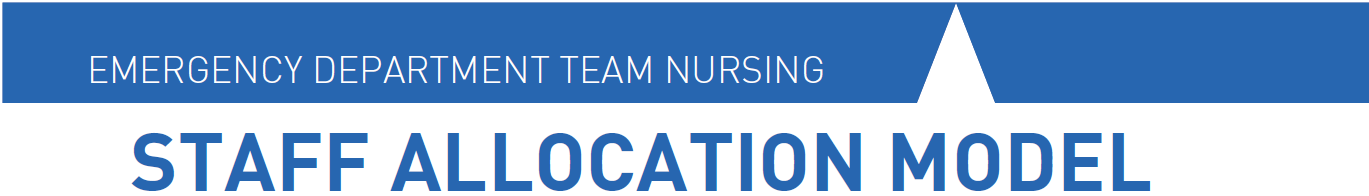 EMERGENCY DEPARTMENT TEAM NURSING
STAFF ALLOCATION MODEL